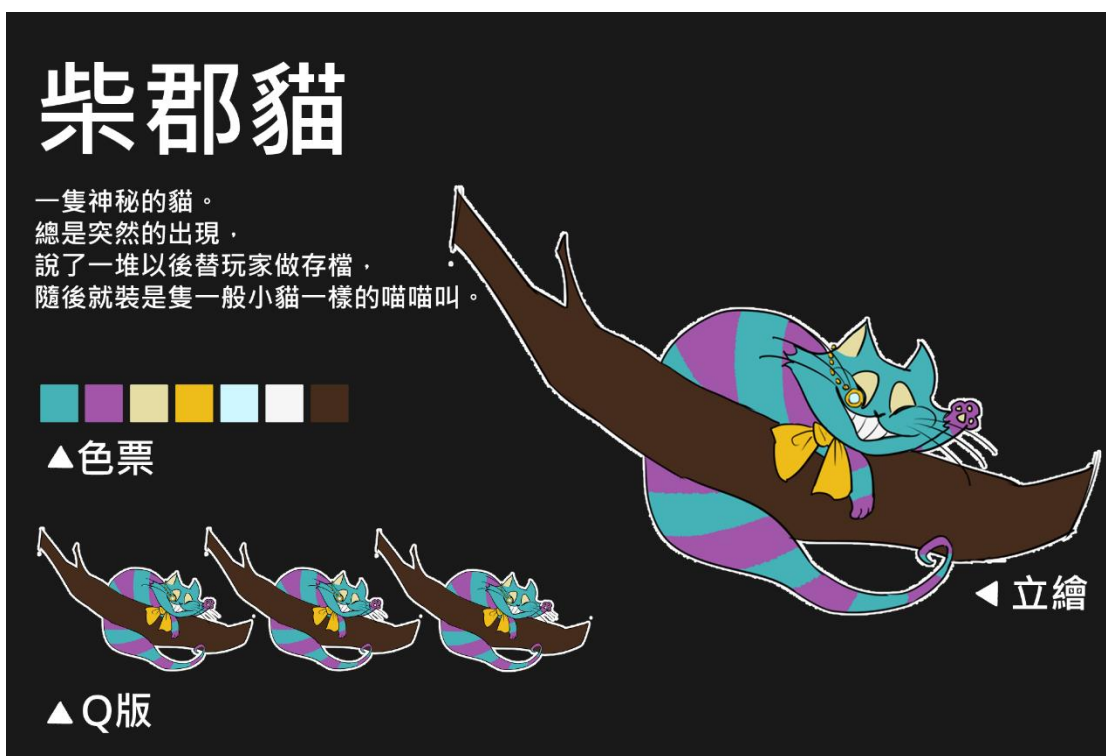 柴郡貓
一隻神秘的貓。
總是突然的出現，
說了一堆以後替玩家做存檔，
隨後就裝是隻一般小貓一樣的喵喵叫。
▲色票
◀ 立繪
▲Q版